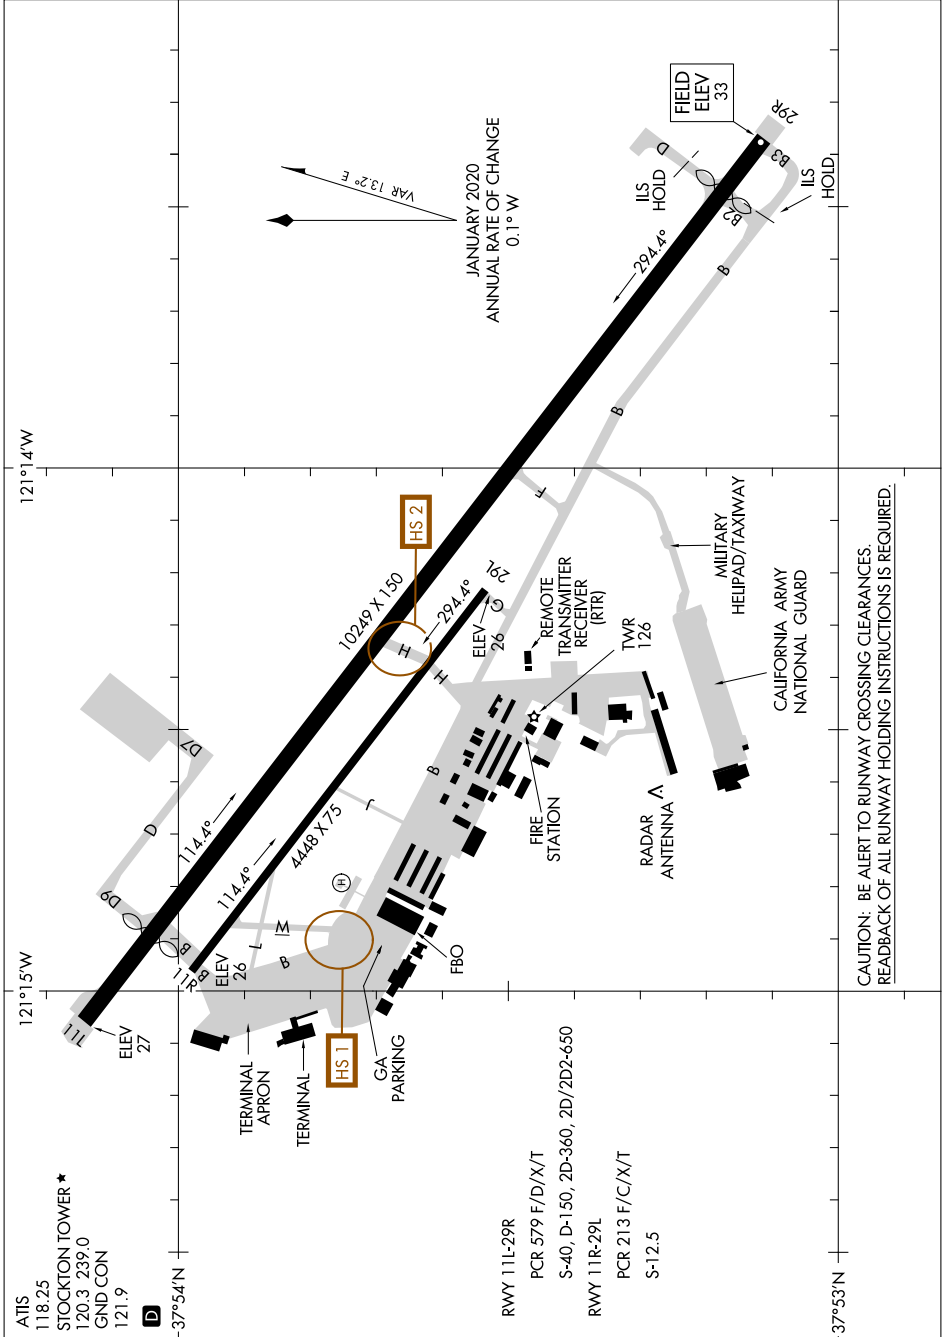 ATIS
118.25
STOCKTON TOWER ★
120.3 239.0
GND CON
121.9
D
37°54'N
37°53'N
121°15'W
121°14'W
JANUARY 2020
ANNUAL RATE OF CHANGE
0.1° W
VAR 13.2° E
FIELD
ELEV
33
29R
B3
B2
D
ILS
HOLD
ILS
HOLD
294.4°
B
B
F
10249 X 150
HS 2
H
H
294.4°
29L
G
ELEV
26
REMOTE
TRANSMITTER
RECEIVER
(RTR)
TWR
126
MILITARY
HELIPAD/TAXIWAY
CALIFORNIA ARMY
NATIONAL GUARD
D7
D
D9
114.4°
114.4°
4448 X 75
J
B
H
M
L
B
B
B
11R
ELEV
26
11L
ELEV
27
FIRE
STATION
RADAR
ANTENNA
FBO
HS 1
GA
PARKING
TERMINAL
APRON
TERMINAL
RWY 11L-29R
PCR 579 F/D/X/T
S-40, D-150, 2D-360, 2D/2D2-650
RWY 11R-29L
PCR 213 F/C/X/T
S-12.5
CAUTION: BE ALERT TO RUNWAY CROSSING CLEARANCES.
READBACK OF ALL RUNWAY HOLDING INSTRUCTIONS IS REQUIRED.